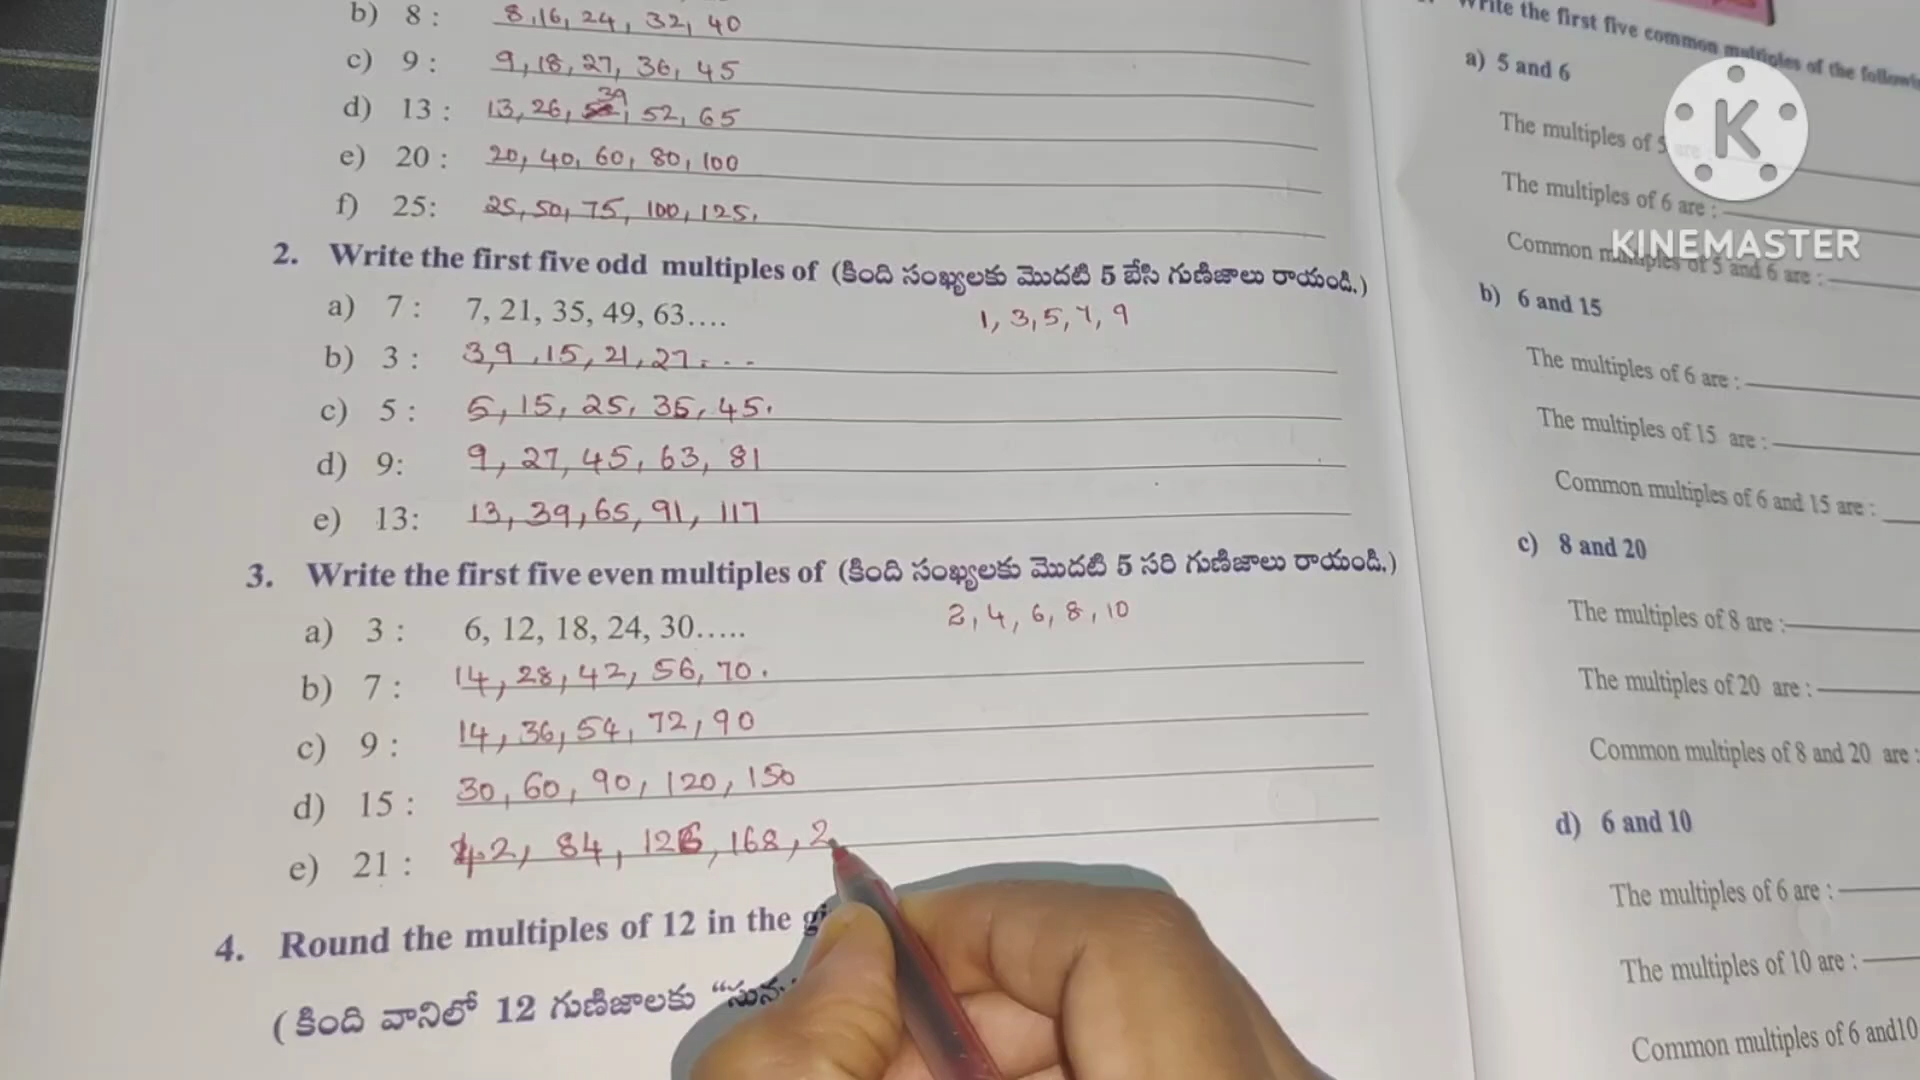 b) 8 : 8,16, 24, 32, 40
c) 9 : 9, 18, 27, 36, 45
d) 13 : 13, 26, 39, 52, 65
e) 20 : 20, 40, 60, 80, 100
f) 25: 25, 50, 75, 100, 125.
2. Write the first five odd multiples of (కింది సంఖ్యలకు మొదటి 5 బేసి గుణిజాలు రాయండి.)
a) 7 : 7, 21, 35, 49, 63.... 1, 3, 5, 7, 9
b) 3 : 3, 9, 15, 21, 27....
c) 5 : 5, 15, 25, 35, 45.
d) 9: 9, 27, 45, 63, 81
e) 13: 13, 39, 65, 91, 117
3. Write the first five even multiples of (కింది సంఖ్యలకు మొదటి 5 సరి గుణిజాలు రాయండి.)
a) 3 : 6, 12, 18, 24, 30..... 2, 4, 6, 8, 10
b) 7 : 14, 28, 42, 56, 70.
c) 9 : 14, 36, 54, 72, 90
d) 15 : 30, 60, 90, 120, 150
e) 21 : 42, 84, 126, 168, 2
4. Round the multiples of 12 in the
( కింది వానిలో 12 గుణిజాలకు
Write the first five common multiples of the
a) 5 and 6
The multiples of 5 are :
The multiples of 6 are :
Common multiples of 5 and 6 are :
b) 6 and 15
The multiples of 6 are :
The multiples of 15 are :
Common multiples of 6 and 15 are :
c) 8 and 20
The multiples of 8 are :
The multiples of 20 are :
Common multiples of 8 and 20 are :
d) 6 and 10
The multiples of 6 are :
The multiples of 10 are :
Common multiples of 6 and10
K
KINEMASTER